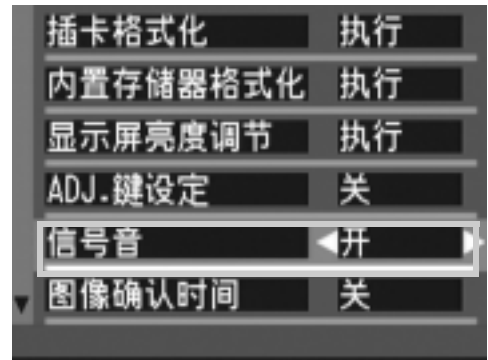 插卡格式化 执行
内置存储器格式化 执行
显示屏亮度调节 执行
ADJ.鍵设定 关
信号音 开
图像确认时间 关